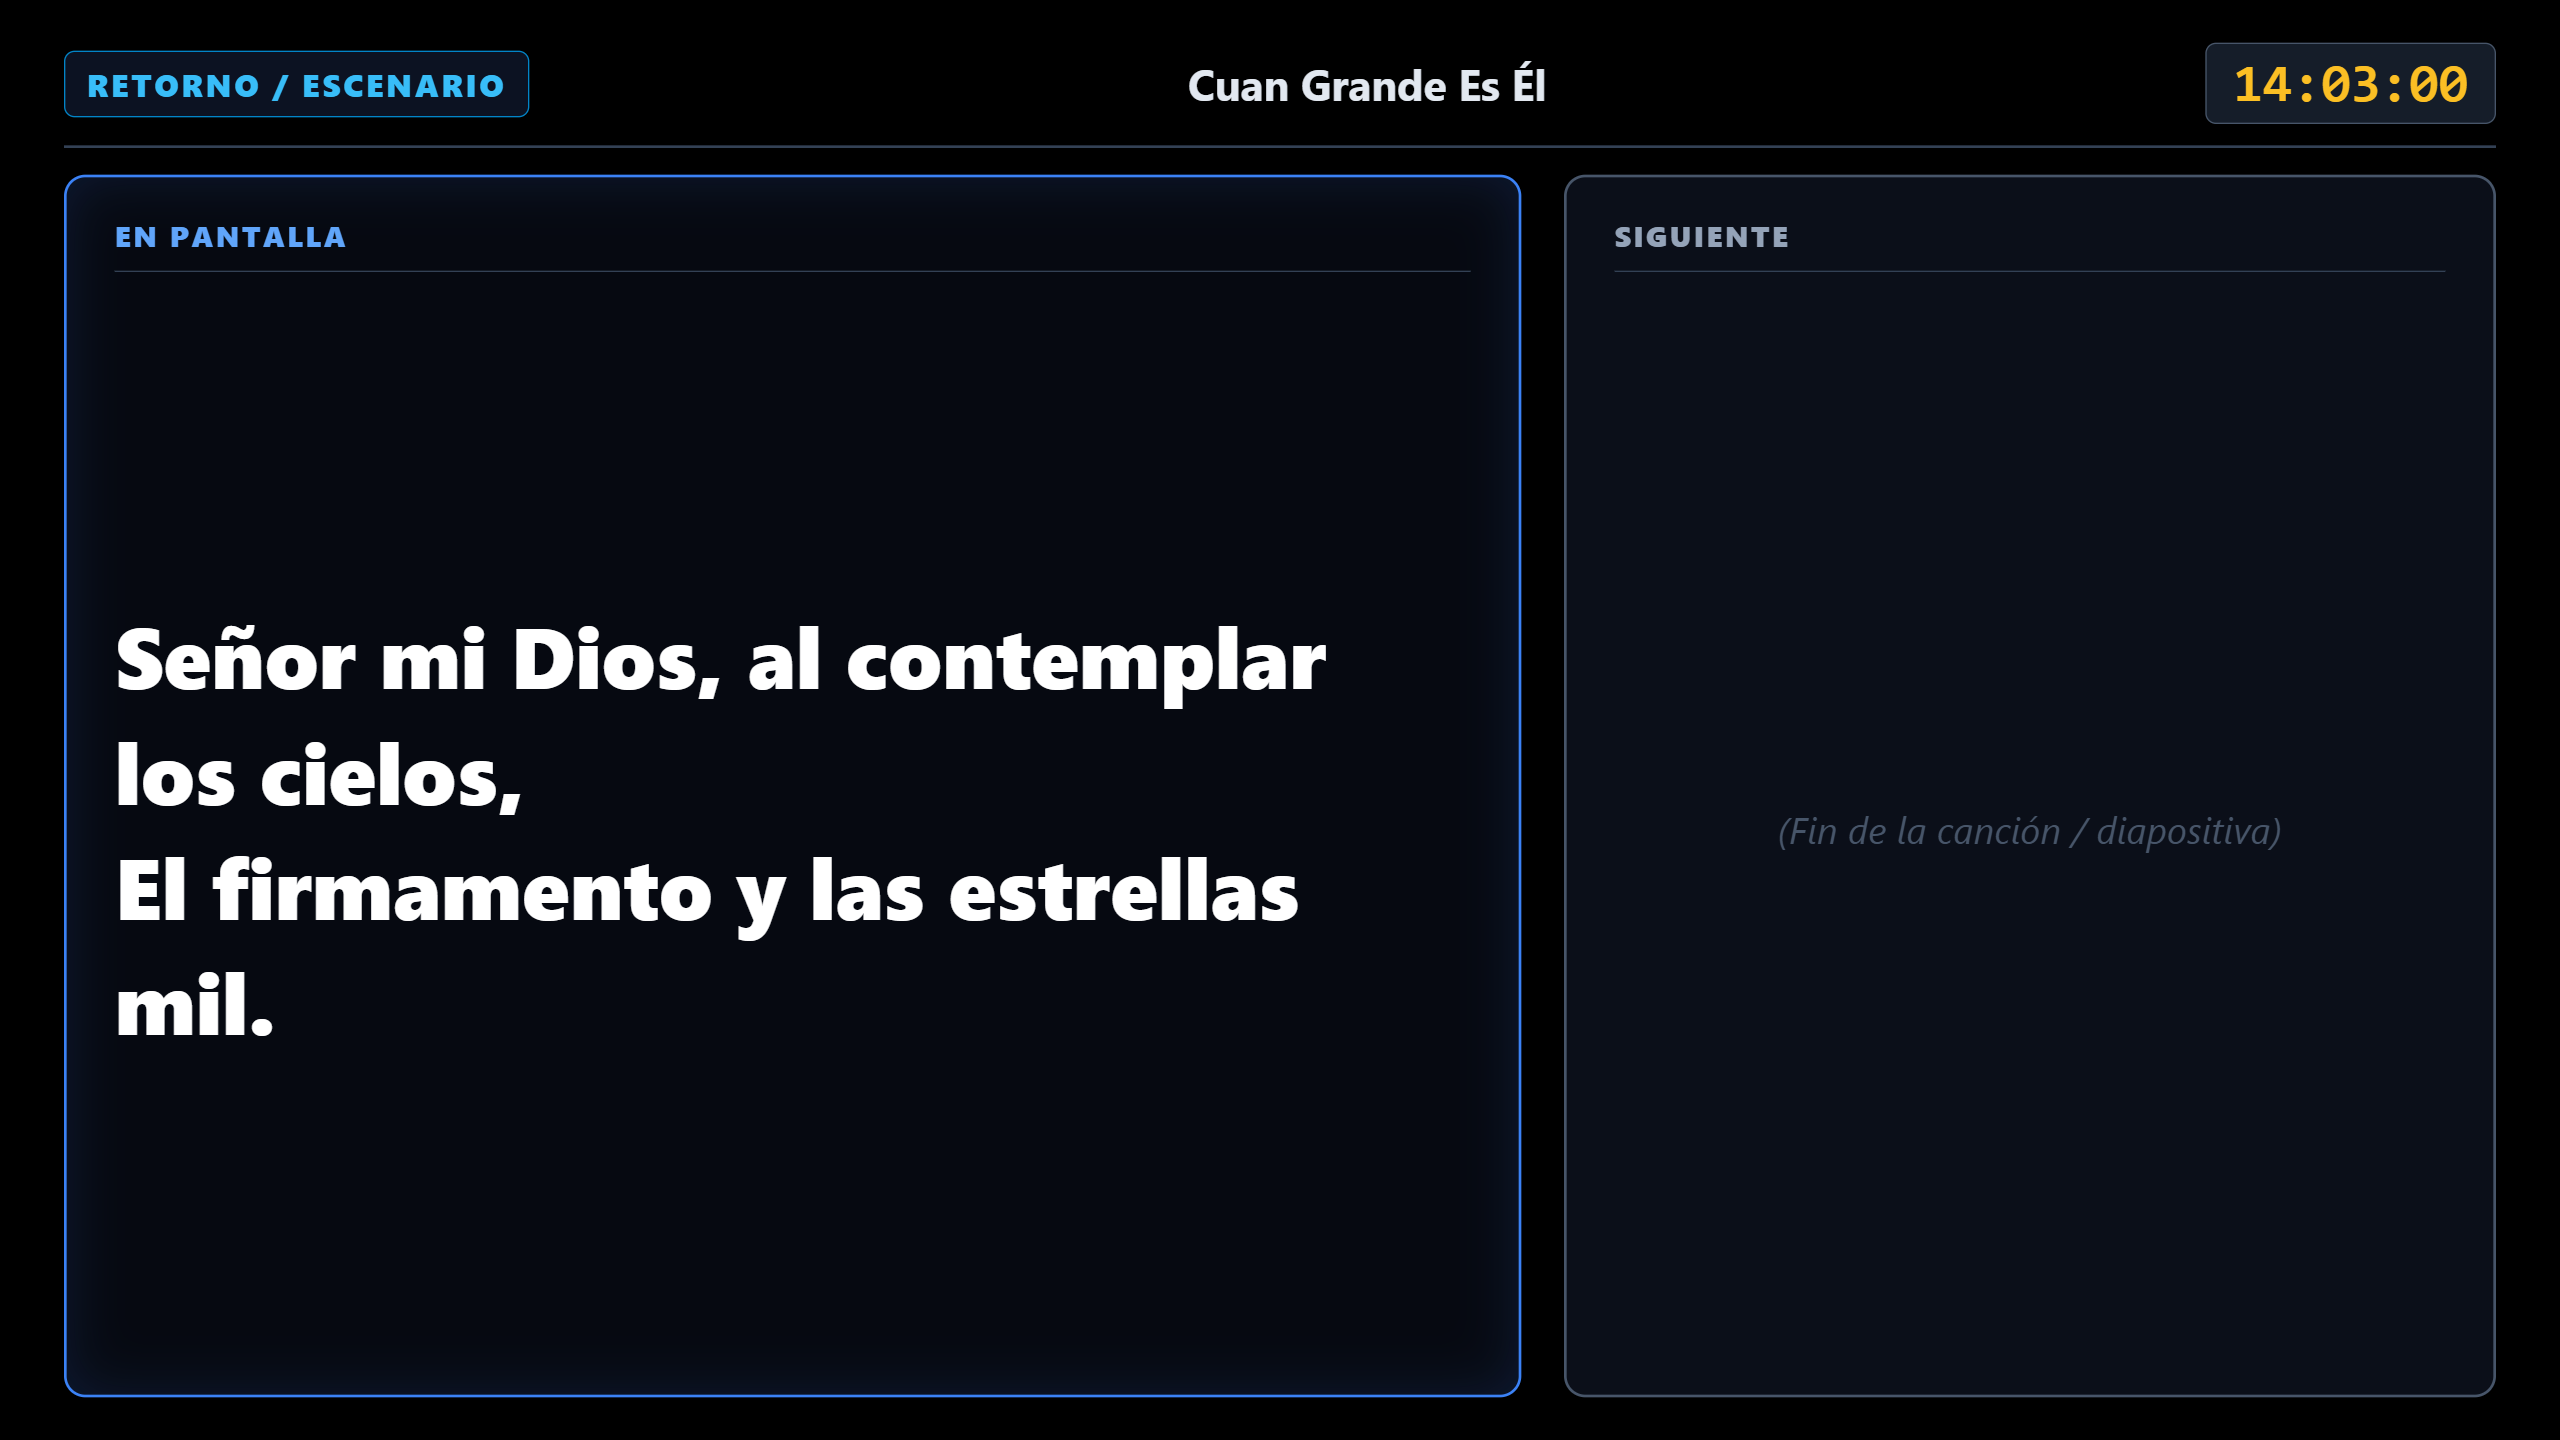 RETORNO / ESCENARIO
Cuan Grande Es Él
14:03:00
EN PANTALLA
Señor mi Dios, al contemplar
los cielos,
El firmamento y las estrellas
mil.
SIGUIENTE
(Fin de la canción / diapositiva)